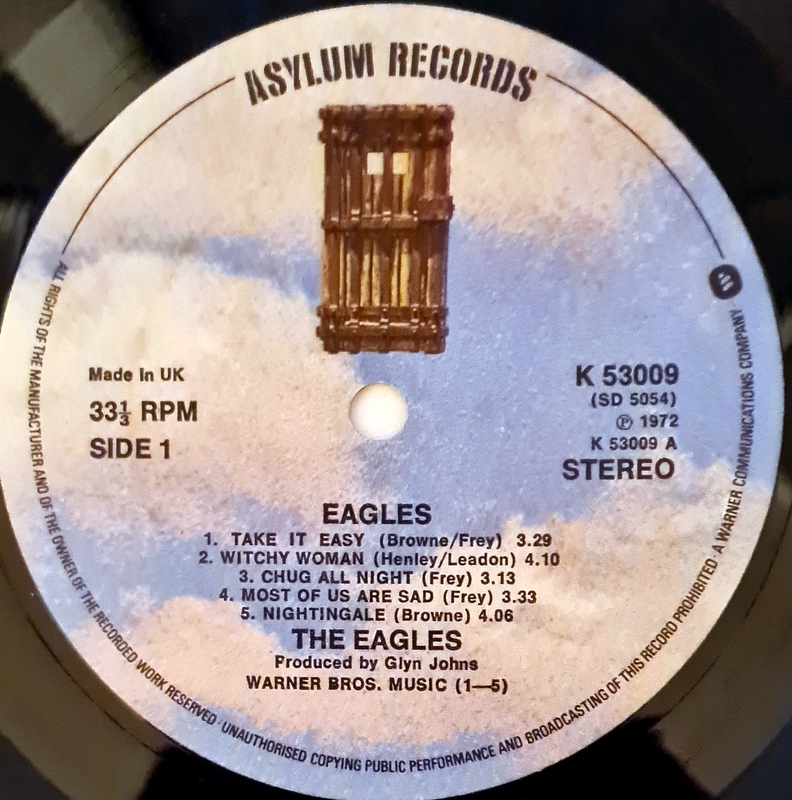 ASYLUM RECORDS
Made in UK
33⅓ RPM
SIDE 1
K 53009
(SD 5054)
Ⓟ 1972
K 53009 A
STEREO
EAGLES
1. TAKE IT EASY (Browne/Frey) 3.29
2. WITCHY WOMAN (Henley/Leadon) 4.10
3. CHUG ALL NIGHT (Frey) 3.13
4. MOST OF US ARE SAD (Frey) 3.33
5. NIGHTINGALE (Browne) 4.06
THE EAGLES
Produced by Glyn Johns
WARNER BROS. MUSIC (1—5)
ALL RIGHTS OF THE MANUFACTURER AND OF THE OWNER OF THE RECORDED WORK RESERVED · UNAUTHORISED COPYING PUBLIC PERFORMANCE AND BROADCASTING OF THIS RECORD PROHIBITED · A WARNER COMMUNICATIONS COMPANY